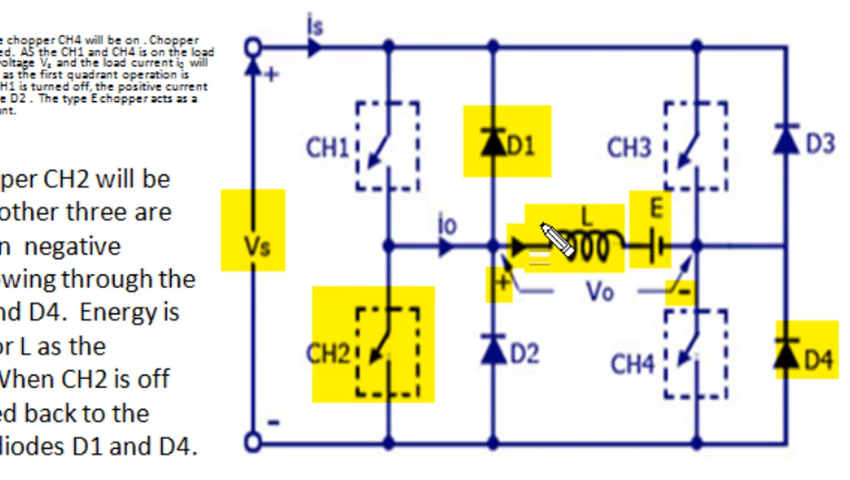 e chopper CH4 will be on . Chopper
ed. AS the CH1 and CH4 is on the load
oltage Vs and the load current i0 will
as the first quadrant operation is
H1 is turned off, the positive current
e D2 . The type E chopper acts as a
nt.
per CH2 will be
other three are
n negative
owing through the
nd D4. Energy is
or L as the
When CH2 is off
ed back to the
diodes D1 and D4.
is
+
CH1
D1
CH3
D3
L
E
Io
Vs
+
Vo
-
CH2
D2
CH4
D4
-